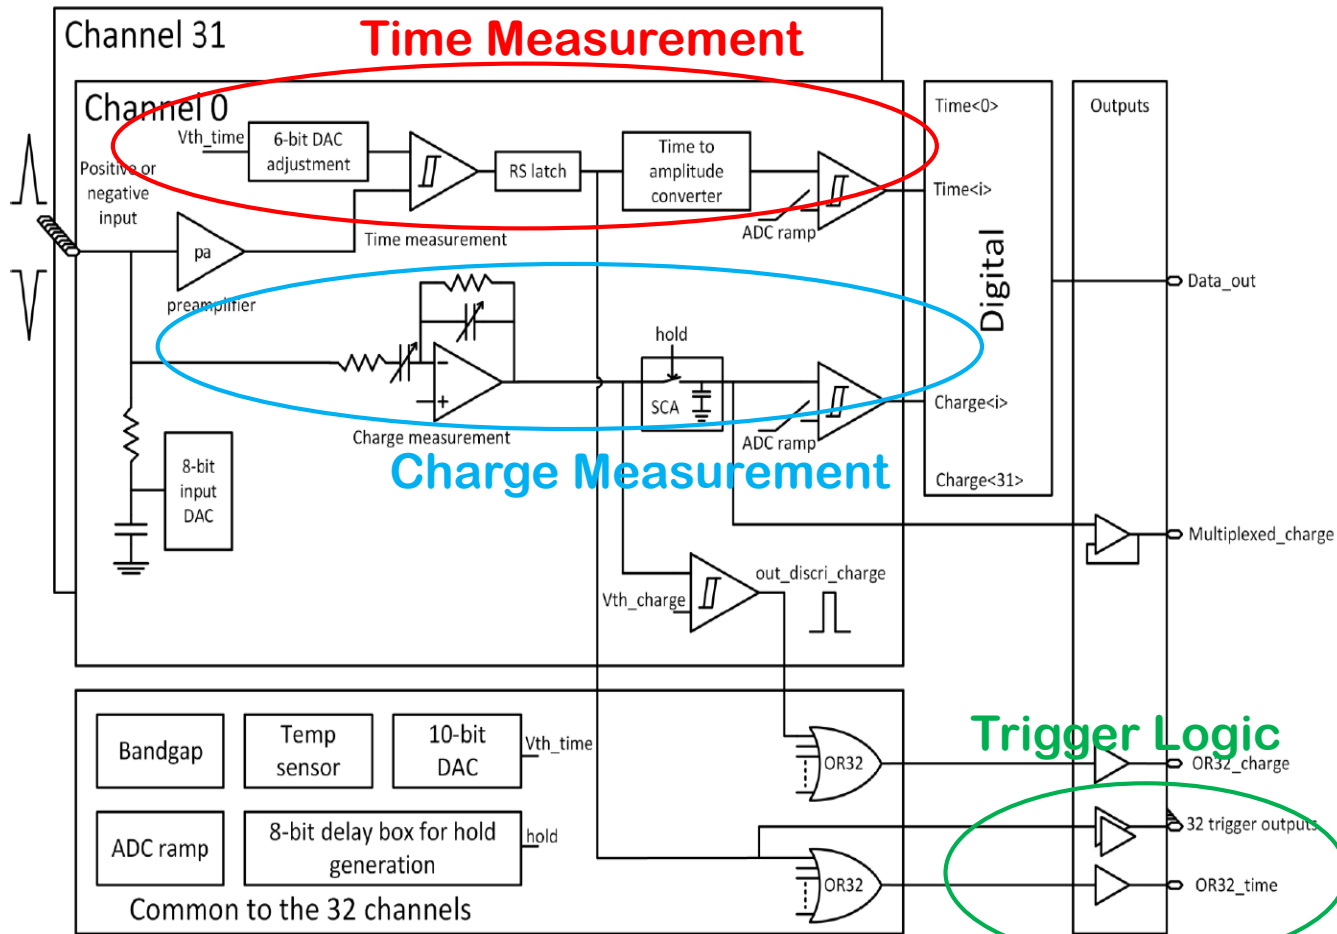 Channel 31
Time Measurement
Channel 0
Vth_time
6-bit DAC
adjustment
RS latch
Time to
amplitude
converter
Time<0>
Outputs
Positive or
negative
input
Time<i>
pa
Time measurement
ADC ramp
preamplifier
Digital
Data_out
hold
SCA
Charge<i>
Charge measurement
ADC ramp
Charge Measurement
8-bit
input
DAC
Charge<31>
Multiplexed_charge
out_discri_charge
Vth_charge
Bandgap
Temp
sensor
10-bit
DAC
Vth_time
Trigger Logic
OR32
OR32_charge
ADC ramp
8-bit delay box for hold
generation
hold
32 trigger outputs
OR32
OR32_time
Common to the 32 channels